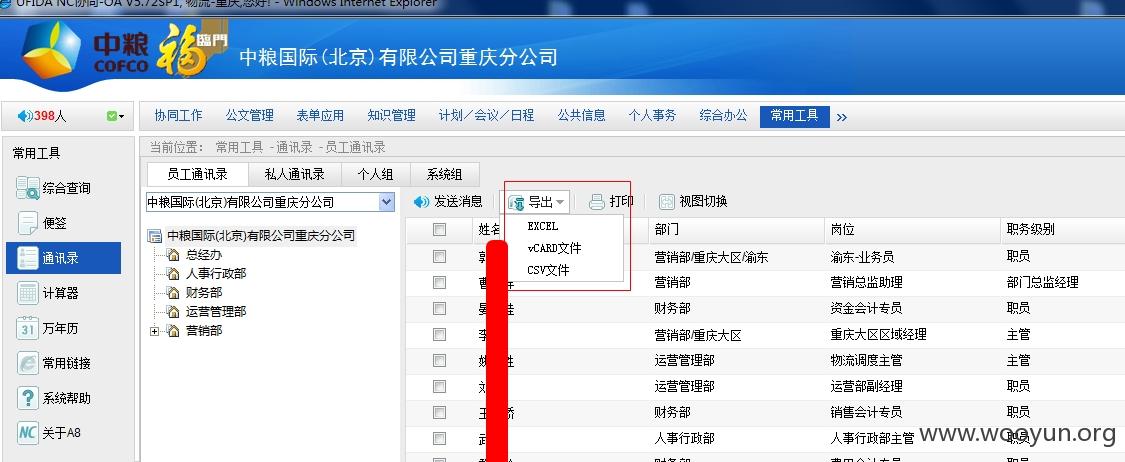 UFIDA NC协同-OA V5.72SP1, 物流-重庆,您好! - Windows Internet Explorer
中粮 COFCO 福 臨門 中粮国际(北京)有限公司重庆分公司
398人 协同工作 公文管理 表单应用 知识管理 计划/会议/日程 公共信息 个人事务 综合办公 常用工具 »
常用工具
当前位置: 常用工具 -通讯录 -员工通讯录
员工通讯录 私人通讯录 个人组 系统组
综合查询
便签
通讯录
计算器
31 万年历
常用链接
系统帮助
NC 关于A8
中粮国际(北京)有限公司重庆分公司
中粮国际(北京)有限公司重庆分公司
总经办
人事行政部
财务部
运营管理部
营销部
发送消息 导出 打印 视图切换
EXCEL
vCARD文件
CSV文件
姓名 部门 岗位 职务级别
营销部/重庆大区/渝东 渝东-业务员 职员
曹 营销部 营销总监助理 部门总监经理
晏 佳 财务部 资金会计专员 职员
李 营销部/重庆大区 重庆大区区域经理 主管
姚 胜 运营管理部 物流调度主管 主管
刘 运营管理部 运营部副经理 职员
王 娇 财务部 销售会计专员 职员
武 人事行政部 人事行政部主管 职员
www.wooyun.org